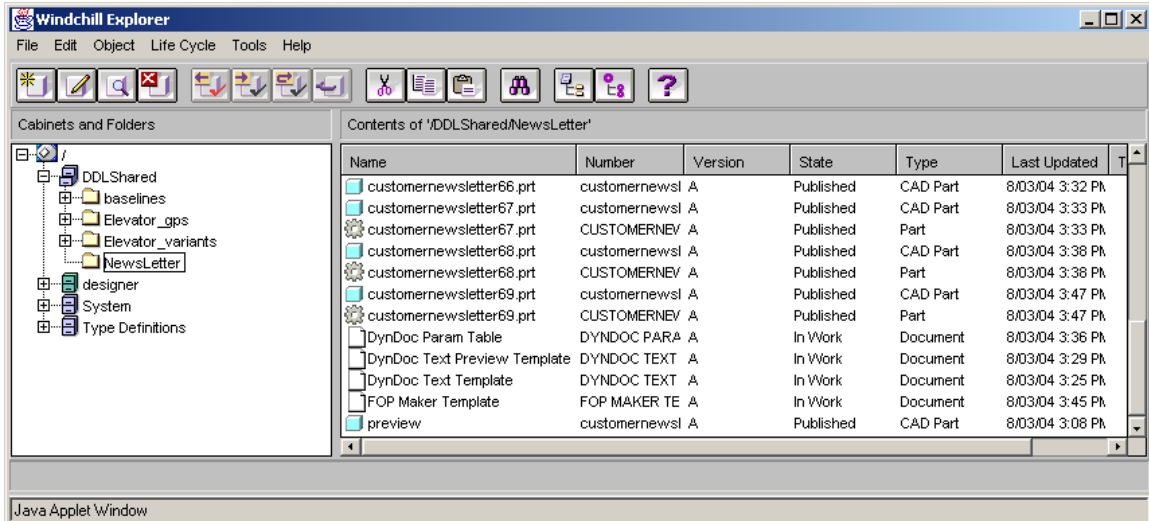 Windchill Explorer
File Edit Object Life Cycle Tools Help
Cabinets and Folders
Contents of '/DDLShared/NewsLetter'
/
DDLShared
baselines
Elevator_gps
Elevator_variants
NewsLetter
designer
System
Type Definitions
Name Number Version State Type Last Updated T
customernewsletter66.prt customernewsl A Published CAD Part 8/03/04 3:32 PM
customernewsletter67.prt customernewsl A Published CAD Part 8/03/04 3:33 PM
customernewsletter67.prt CUSTOMERNEV A Published Part 8/03/04 3:33 PM
customernewsletter68.prt customernewsl A Published CAD Part 8/03/04 3:38 PM
customernewsletter68.prt CUSTOMERNEV A Published Part 8/03/04 3:38 PM
customernewsletter69.prt customernewsl A Published CAD Part 8/03/04 3:47 PM
customernewsletter69.prt CUSTOMERNEV A Published Part 8/03/04 3:47 PM
DynDoc Param Table DYNDOC PARA A In Work Document 8/03/04 3:36 PM
DynDoc Text Preview Template DYNDOC TEXT A In Work Document 8/03/04 3:29 PM
DynDoc Text Template DYNDOC TEXT A In Work Document 8/03/04 3:25 PM
FOP Maker Template FOP MAKER TE A In Work Document 8/03/04 3:45 PM
preview customernewsl A Published CAD Part 8/03/04 3:08 PM
Java Applet Window